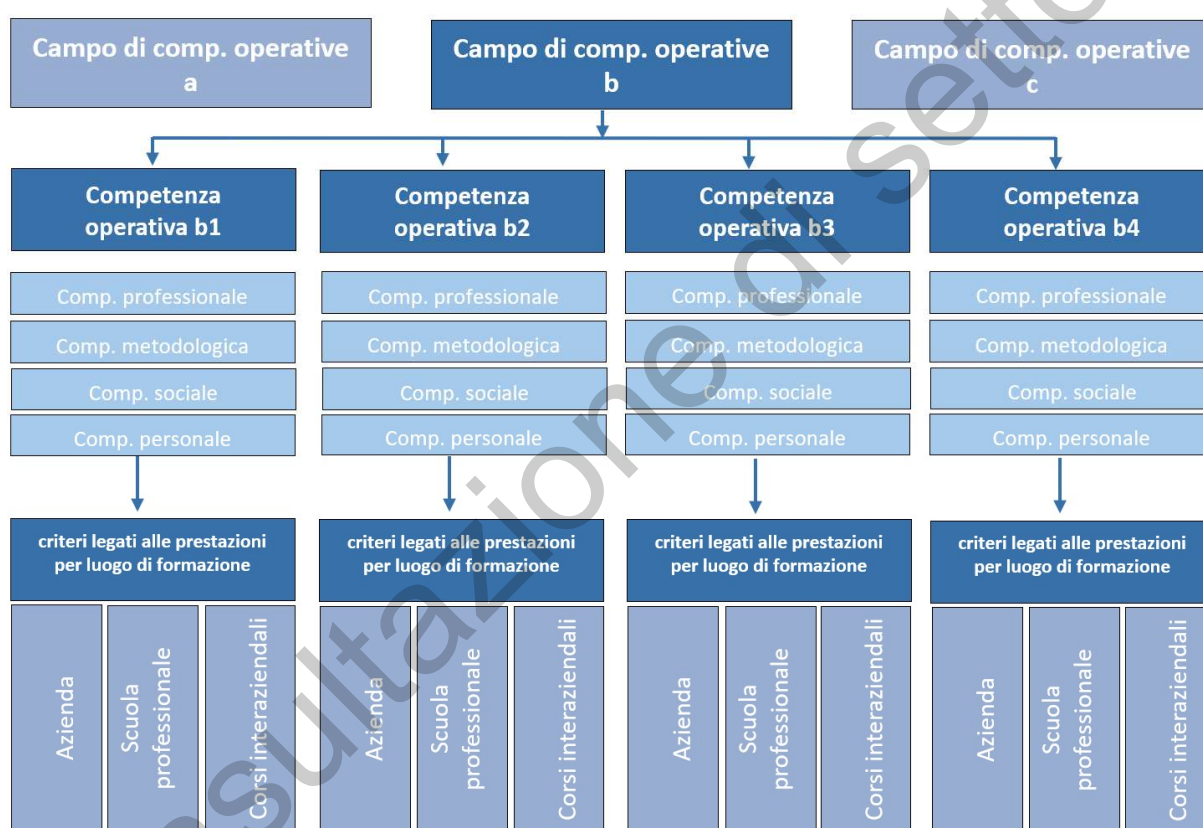 Campo di comp. operative
a
Campo di comp. operative
b
Campo di comp. operative
c
Competenza
operativa b1
Competenza
operativa b2
Competenza
operativa b3
Competenza
operativa b4
Comp. professionale
Comp. professionale
Comp. professionale
Comp. professionale
Comp. metodologica
Comp. metodologica
Comp. metodologica
Comp. metodologica
Comp. sociale
Comp. sociale
Comp. sociale
Comp. sociale
Comp. personale
Comp. personale
Comp. personale
Comp. personale
criteri legati alle prestazioni
per luogo di formazione
criteri legati alle prestazioni
per luogo di formazione
criteri legati alle prestazioni
per luogo di formazione
criteri legati alle prestazioni
per luogo di formazione
Azienda
Scuola
professionale
Corsi interaziendali
Azienda
Scuola
professionale
Corsi interaziendali
Azienda
Scuola
professionale
Corsi interaziendali
Azienda
Scuola
professionale
Corsi interaziendali
di